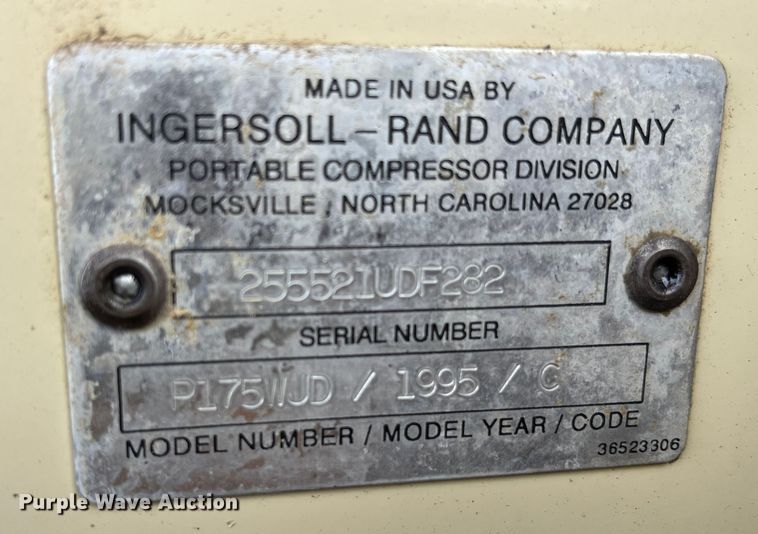 MADE IN USA BY
INGERSOLL-RAND COMPANY
PORTABLE COMPRESSOR DIVISION
MOCKSVILLE, NORTH CAROLINA 27028
255521UDF282
SERIAL NUMBER
P175WJD / 1995 / C
MODEL NUMBER / MODEL YEAR / CODE
36523306
Purple Wave Auction